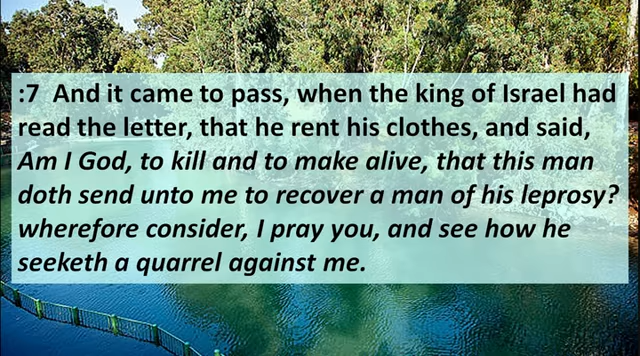 :7  And it came to pass, when the king of Israel had
read the letter, that he rent his clothes, and said,
Am I God, to kill and to make alive, that this man
doth send unto me to recover a man of his leprosy?
wherefore consider, I pray you, and see how he
seeketh a quarrel against me.